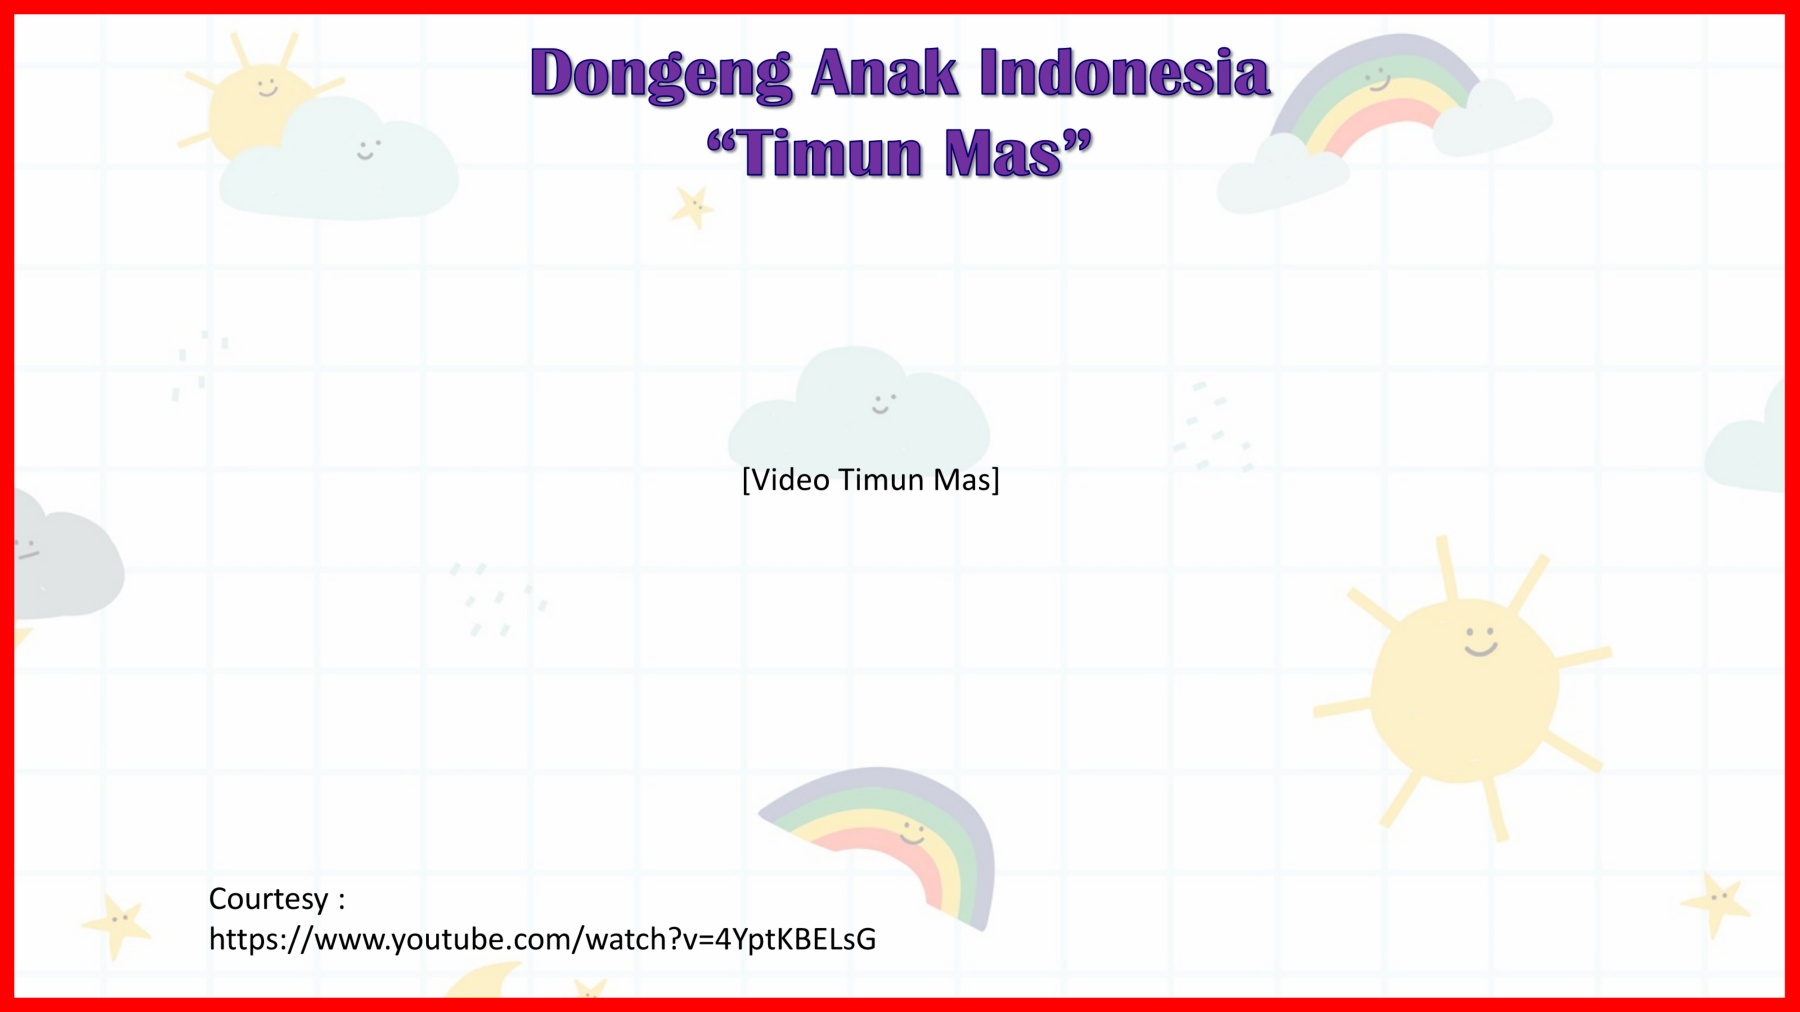 Dongeng Anak Indonesia
“Timun Mas”
[Video Timun Mas]
Courtesy :
https://www.youtube.com/watch?v=4YptKBELsG